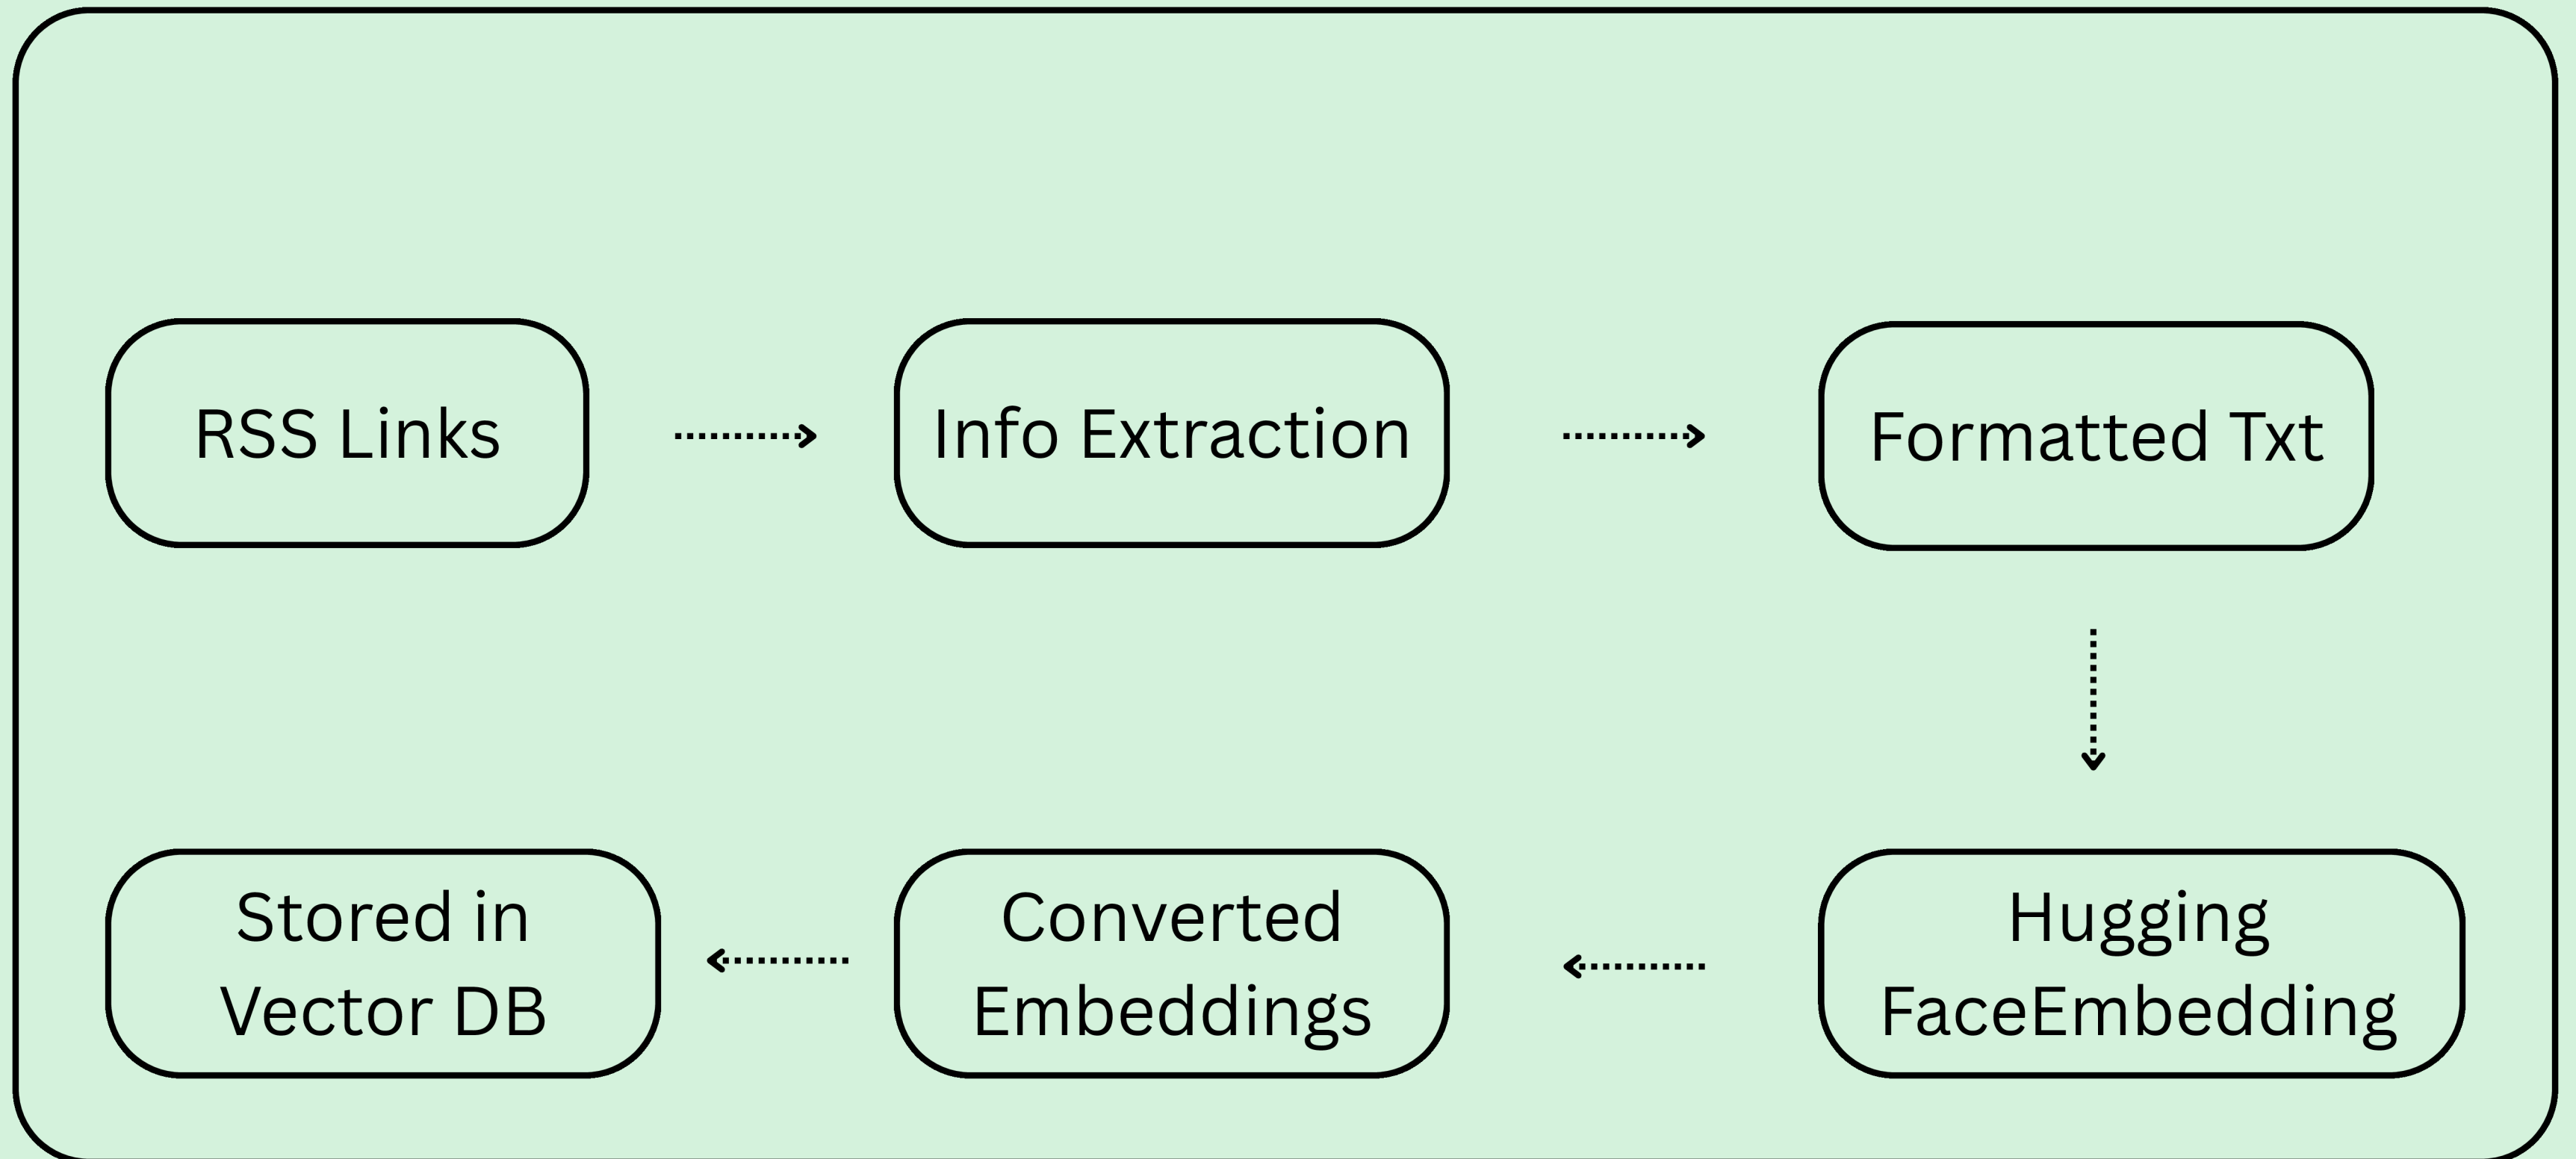 RSS Links
Info Extraction
Formatted Txt
Hugging
FaceEmbedding
Converted
Embeddings
Stored in
Vector DB